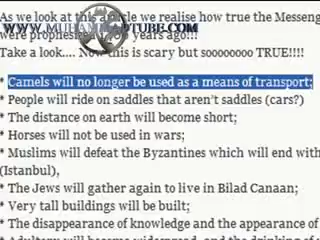 As we look at this article we realise how true the Messeng
WWW.MUHAMMADTUBE.COM
were prophesied years ago!!!
Take a look.... Now this is scary but soooooooo TRUE!!!!
* Camels will no longer be used as a means of transport;
* People will ride on saddles that aren't saddles (cars?)
* The distance on earth will become short;
* Horses will not be used in wars;
* Muslims will defeat the Byzantines which will end with
(Istanbul),
* The Jews will gather again to live in Bilad Canaan;
* Very tall buildings will be built;
* The disappearance of knowledge and the appearance of